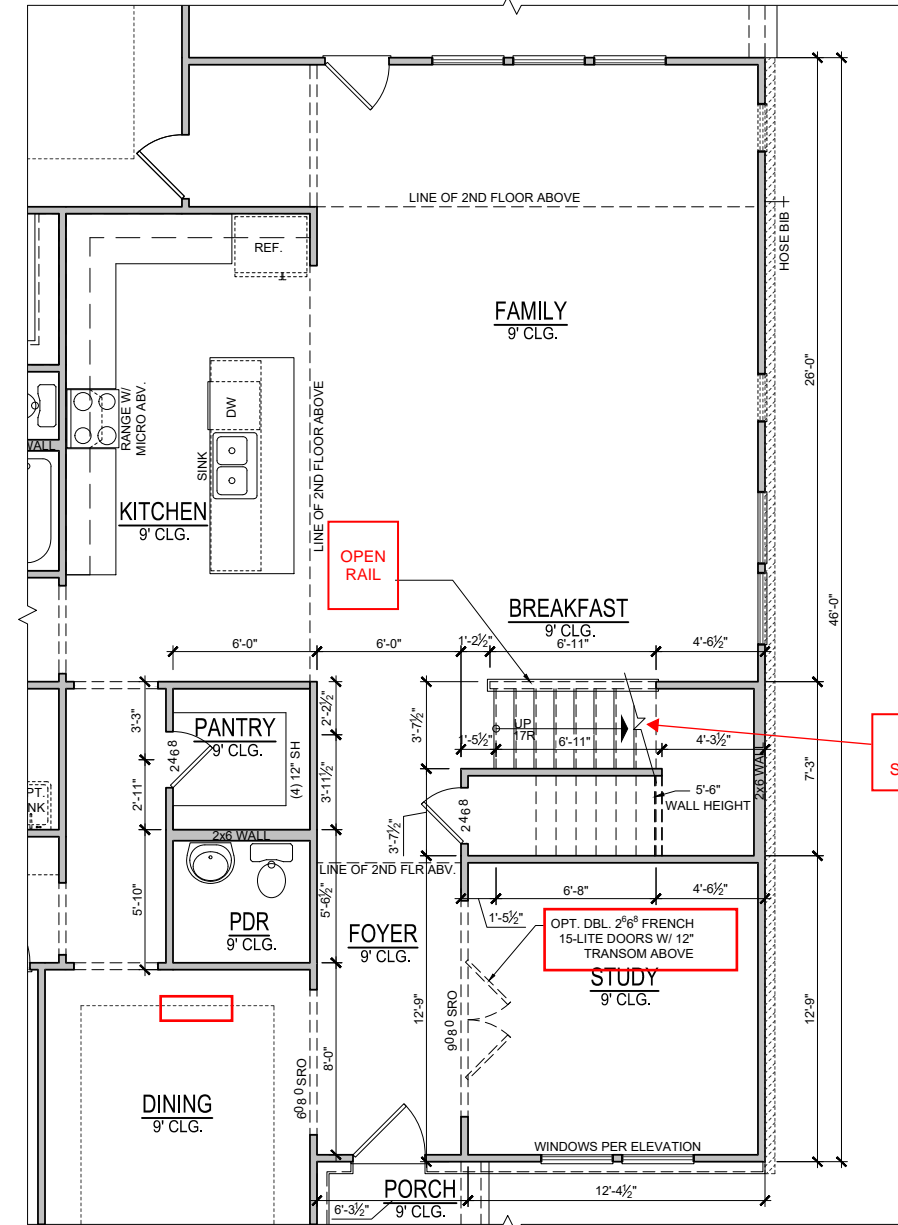 LINE OF 2ND FLOOR ABOVE
HOSE BIB
REF.
FAMILY
9' CLG.
26'-0"
46'-0"
RANGE W/
MICRO ABV.
DW
SINK
LINE OF 2ND FLOOR ABOVE
WALL
KITCHEN
9' CLG.
OPEN
RAIL
BREAKFAST
9' CLG.
6'-0"
6'-0"
1'-2½"
6'-11"
4'-6½"
3'-3"
PANTRY
9' CLG.
2468
(4) 12" SH
2'-2½"
3'-11½"
2'-11"
3'-7½"
UP
17R
1'-5½"
6'-11"
4'-3½"
2x6 WALL
7'-3"
S
PT
NK
5'-6"
WALL HEIGHT
2468
3'-7½"
2x6 WALL
LINE OF 2ND FLR ABV.
5'-10"
5'-6½"
PDR
9' CLG.
FOYER
9' CLG.
6'-8"
4'-6½"
1'-5½"
OPT. DBL. 2⁶6⁸ FRENCH
15-LITE DOORS W/ 12"
TRANSOM ABOVE
STUDY
9' CLG.
12'-9"
12'-9"
9⁰8⁰ SRO
6⁰8⁰ SRO
8'-0"
DINING
9' CLG.
WINDOWS PER ELEVATION
PORCH
9' CLG.
6'-3½"
12'-4½"